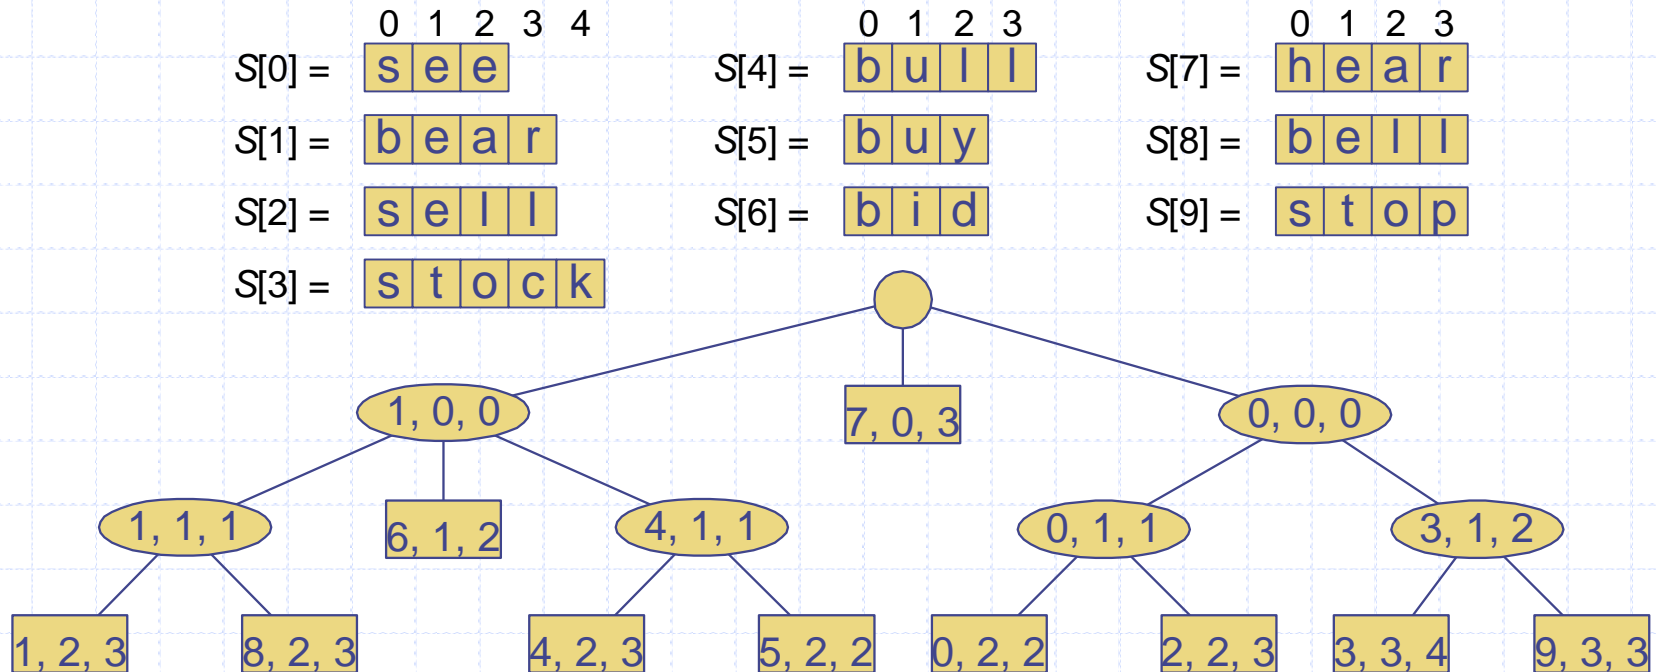 0 1 2 3 4
0 1 2 3
0 1 2 3
S[0] = s e e
S[4] = b u l l
S[7] = h e a r
S[1] = b e a r
S[5] = b u y
S[8] = b e l l
S[2] = s e l l
S[6] = b i d
S[9] = s t o p
S[3] = s t o c k
1, 0, 0
7, 0, 3
0, 0, 0
1, 1, 1
6, 1, 2
4, 1, 1
0, 1, 1
3, 1, 2
1, 2, 3
8, 2, 3
4, 2, 3
5, 2, 2
0, 2, 2
2, 2, 3
3, 3, 4
9, 3, 3